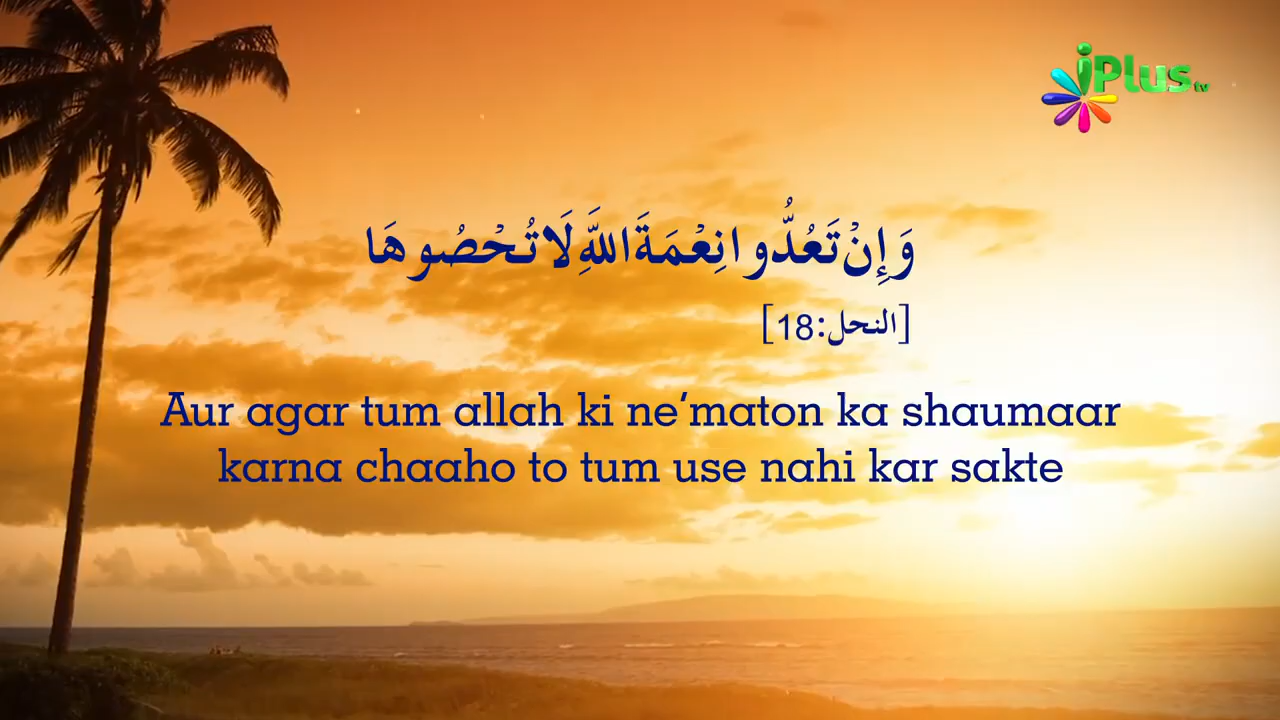 iPlus tv
وَإِنْ تَعُدُّوا نِعْمَةَ اللَّهِ لَا تُحْصُوهَا
[النحل:18]
Aur agar tum allah ki ne’maton ka shaumaar
karna chaaho to tum use nahi kar sakte